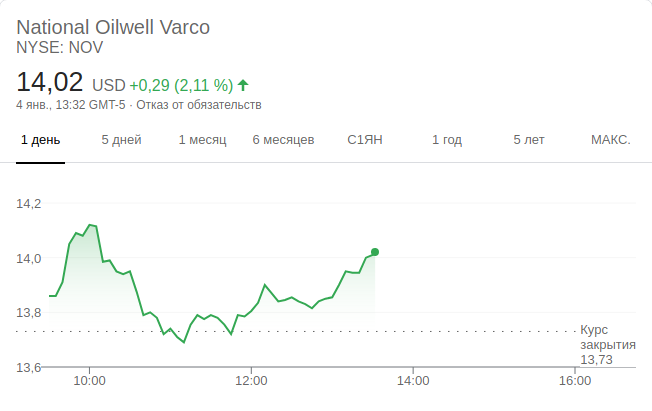 National Oilwell Varco
NYSE: NOV
14,02 USD +0,29 (2,11 %)
4 янв., 13:32 GMT-5 · Отказ от обязательств
1 день 5 дней 1 месяц 6 месяцев С1ЯН 1 год 5 лет МАКС.
14,2
14,0
13,8
Курс
закрытия
13,73
13,6
10:00 12:00 14:00 16:00